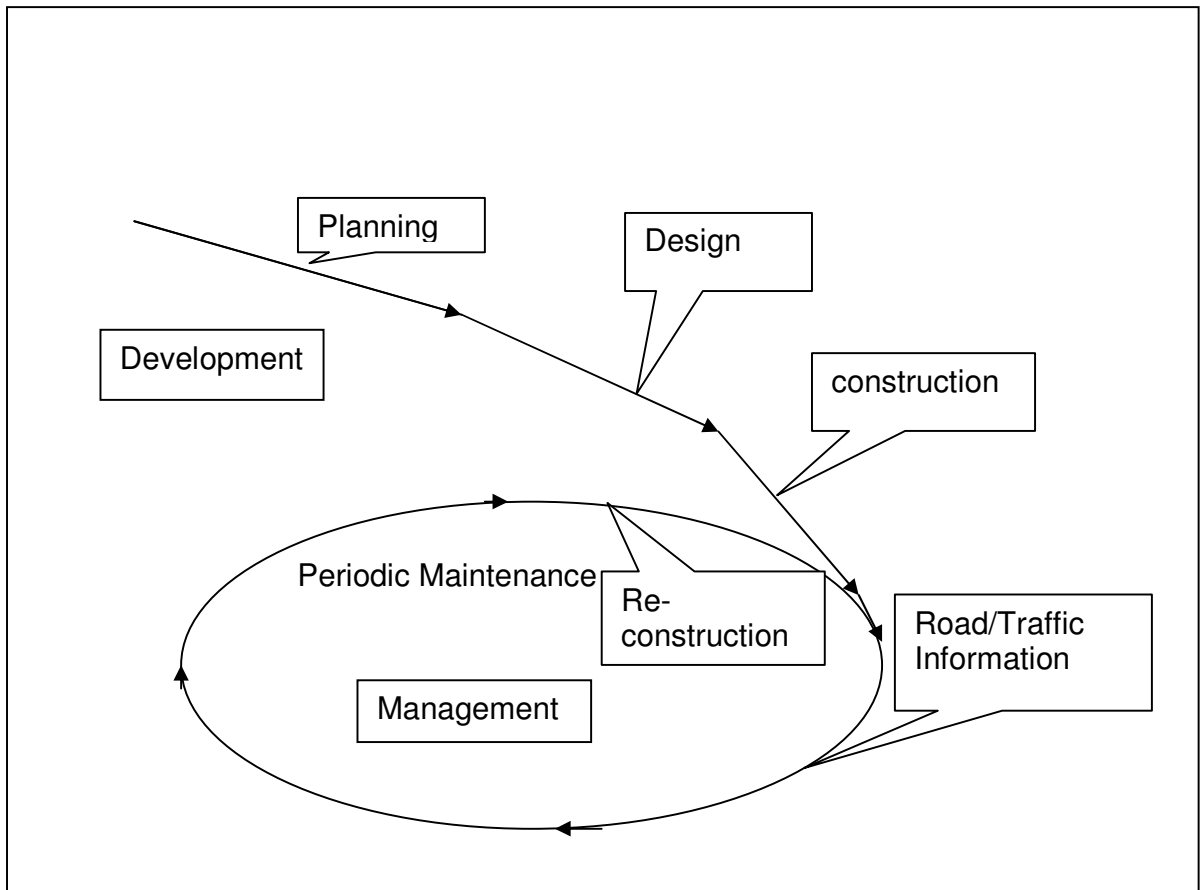 Planning
Design
Development
construction
Periodic Maintenance
Re-
construction
Road/Traffic
Information
Management